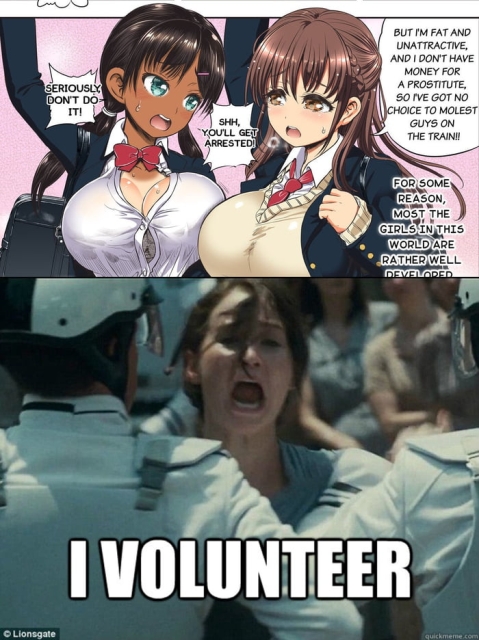 SERIOUSLY
DON'T DO
IT!
SHH,
YOU'LL GET
ARRESTED!
BUT I'M FAT AND
UNATTRACTIVE,
AND I DON'T HAVE
MONEY FOR
A PROSTITUTE,
SO I'VE GOT NO
CHOICE TO MOLEST
GUYS ON
THE TRAIN!!
FOR SOME
REASON,
MOST THE
GIRLS IN THIS
WORLD ARE
RATHER WELL
DEVELOPED
I VOLUNTEER
© Lionsgate
quickmeme.com